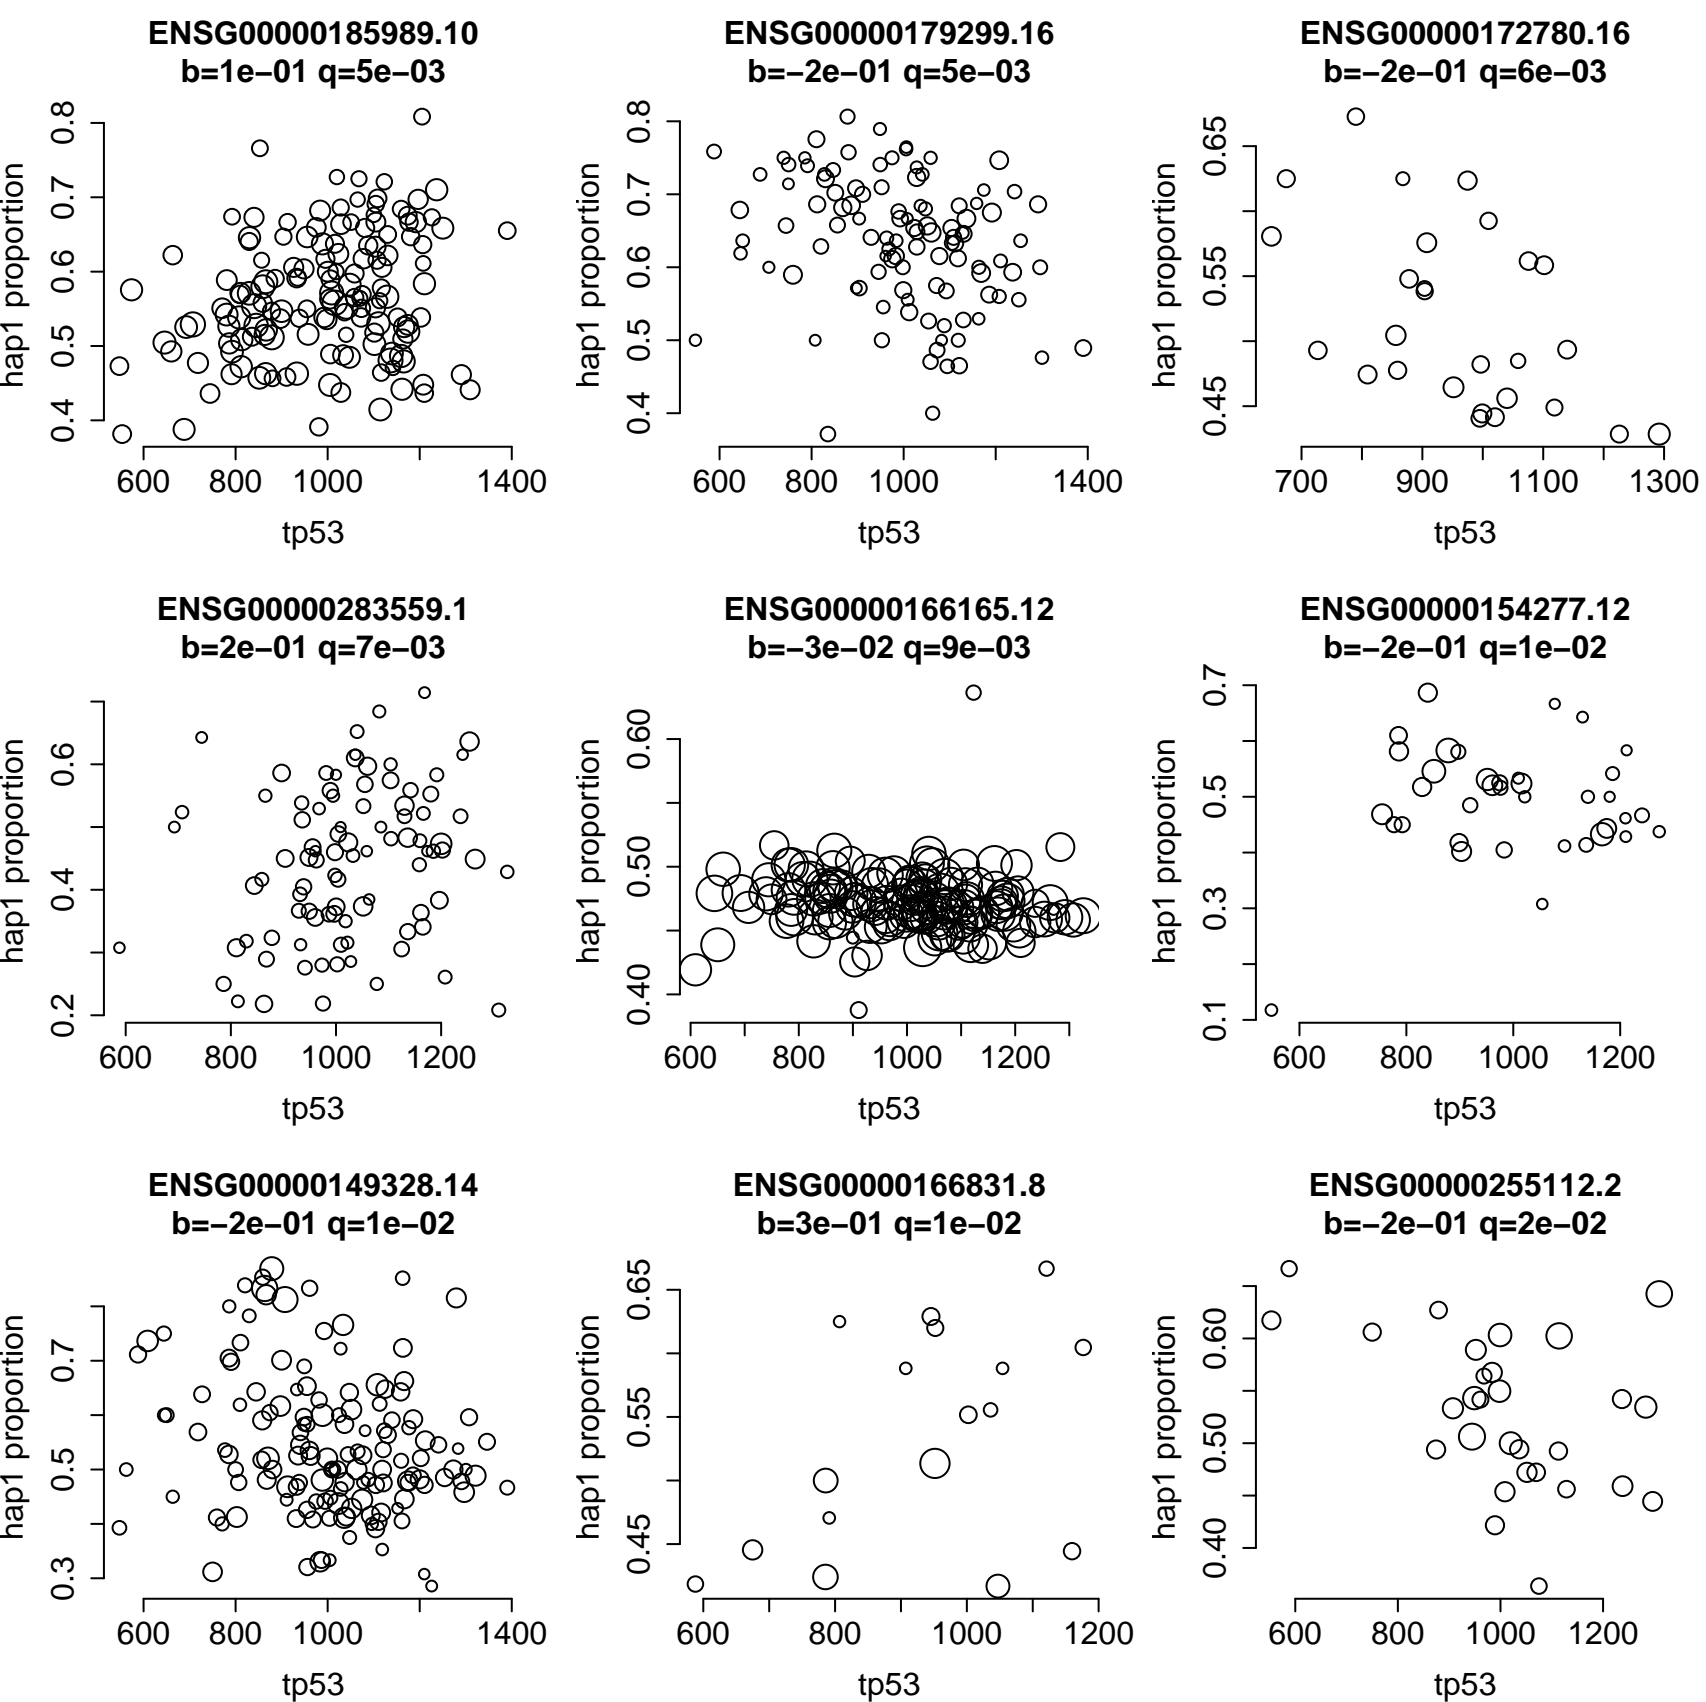 ENSG00000185989.10
b=1e−01 q=5e−03
hap1 proportion
0.4 0.5 0.6 0.7 0.8
600 800 1000 1400
tp53
ENSG00000179299.16
b=−2e−01 q=5e−03
hap1 proportion
0.4 0.5 0.6 0.7 0.8
600 800 1000 1400
tp53
ENSG00000172780.16
b=−2e−01 q=6e−03
hap1 proportion
0.45 0.55 0.65
700 900 1100 1300
tp53
ENSG00000283559.1
b=2e−01 q=7e−03
hap1 proportion
0.2 0.4 0.6
600 800 1000 1200
tp53
ENSG00000166165.12
b=−3e−02 q=9e−03
hap1 proportion
0.40 0.50 0.60
600 800 1000 1200
tp53
ENSG00000154277.12
b=−2e−01 q=1e−02
hap1 proportion
0.1 0.3 0.5 0.7
600 800 1000 1200
tp53
ENSG00000149328.14
b=−2e−01 q=1e−02
hap1 proportion
0.3 0.5 0.7
600 800 1000 1400
tp53
ENSG00000166831.8
b=3e−01 q=1e−02
hap1 proportion
0.45 0.55 0.65
600 800 1000 1200
tp53
ENSG00000255112.2
b=−2e−01 q=2e−02
hap1 proportion
0.40 0.50 0.60
600 800 1000 1200
tp53